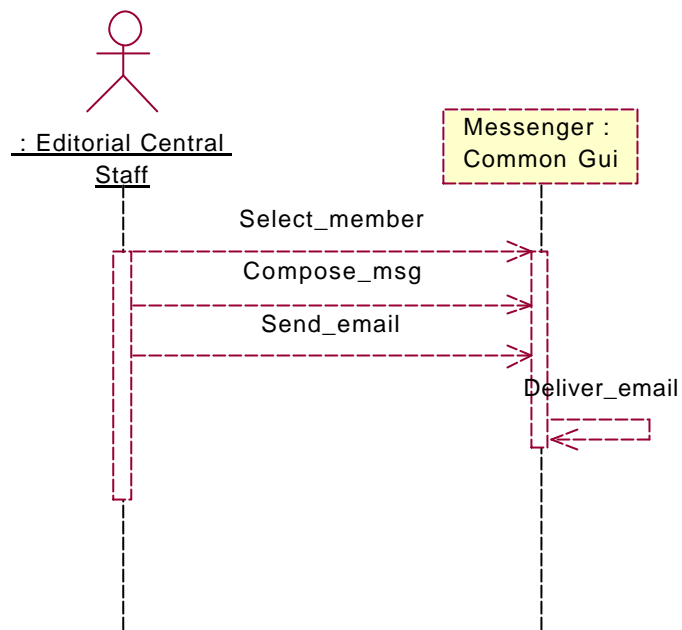 : Editorial Central
Staff
Messenger :
Common Gui
Select_member
Compose_msg
Send_email
Deliver_email